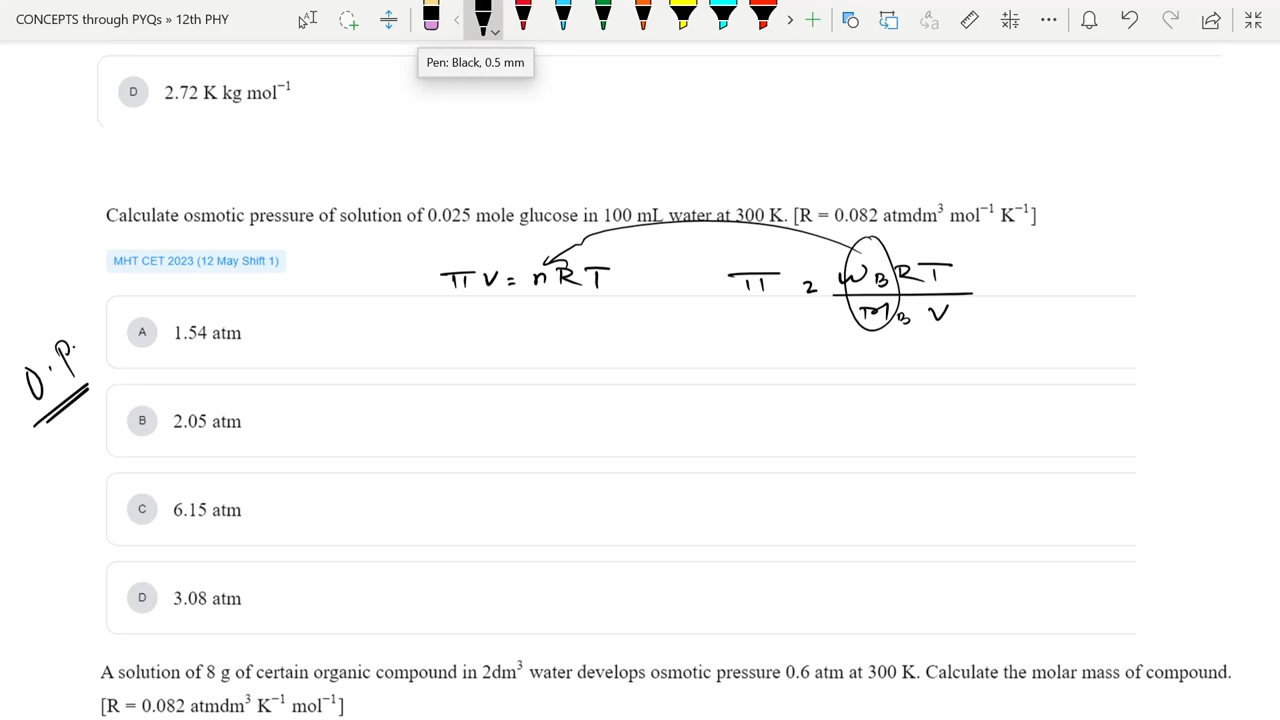 CONCEPTS through PYQs » 12th PHY
Pen: Black, 0.5 mm
D 2.72 K kg mol⁻¹
Calculate osmotic pressure of solution of 0.025 mole glucose in 100 mL water at 300 K. [R = 0.082 atmdm³ mol⁻¹ K⁻¹]
MHT CET 2023 (12 May Shift 1)
πV = nRT
π = W_B RT / M_B V
A 1.54 atm
O.P.
B 2.05 atm
C 6.15 atm
D 3.08 atm
A solution of 8 g of certain organic compound in 2dm³ water develops osmotic pressure 0.6 atm at 300 K. Calculate the molar mass of compound.
[R = 0.082 atmdm³ K⁻¹ mol⁻¹]